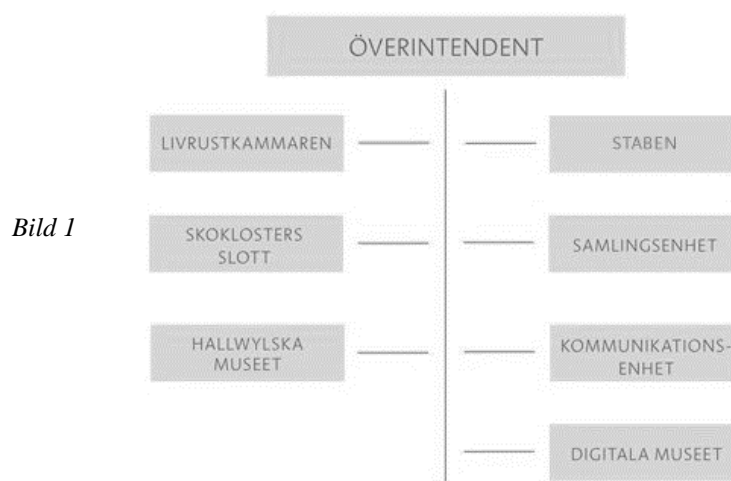 ÖVERINTENDENT
LIVRUSTKAMMAREN
STABEN
Bild 1
SKOKLOSTERS
SLOTT
SAMLINGSENHET
HALLWYLSKA
MUSEET
KOMMUNIKATIONS-
ENHET
DIGITALA MUSEET